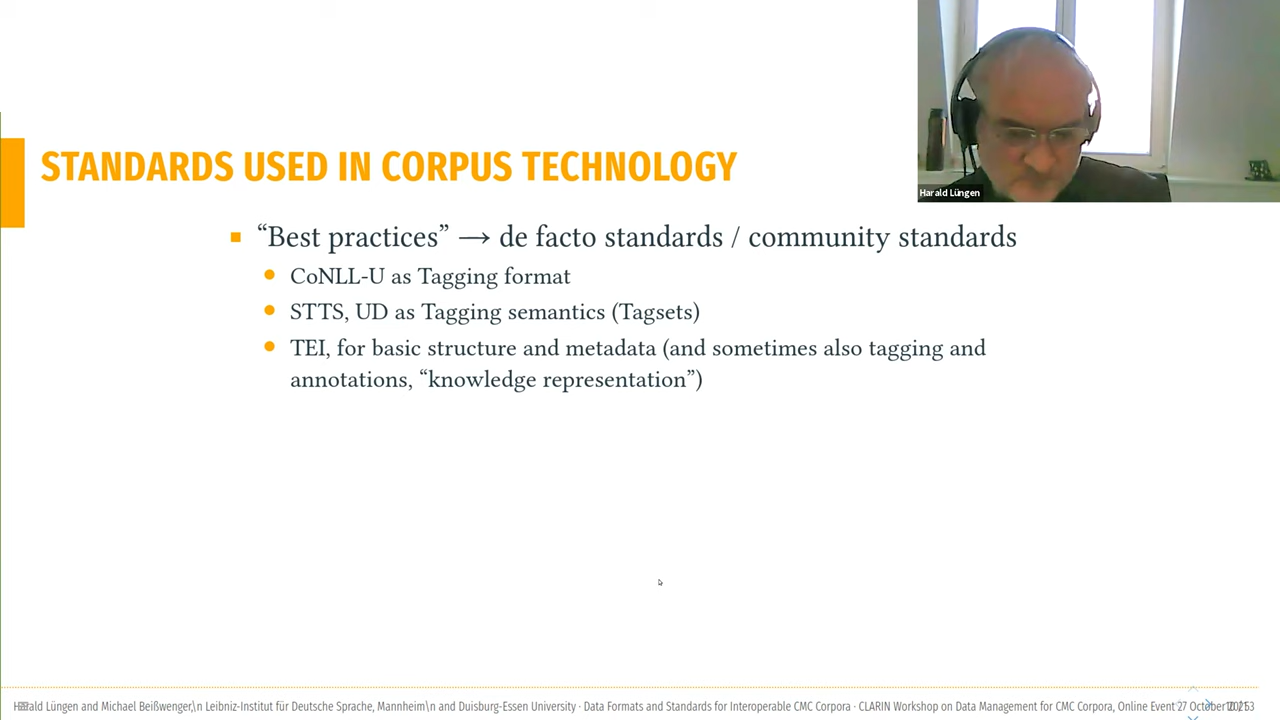 Harald Lüngen
STANDARDS USED IN CORPUS TECHNOLOGY
“Best practices” → de facto standards / community standards
CoNLL-U as Tagging format
STTS, UD as Tagging semantics (Tagsets)
TEI, for basic structure and metadata (and sometimes also tagging and
annotations, “knowledge representation”)
Harald Lüngen and Michael Beißwenger,\n Leibniz-Institut für Deutsche Sprache, Mannheim\n and Duisburg-Essen University · Data Formats and Standards for Interoperable CMC Corpora · CLARIN Workshop on Data Management for CMC Corpora, Online Event 27 October